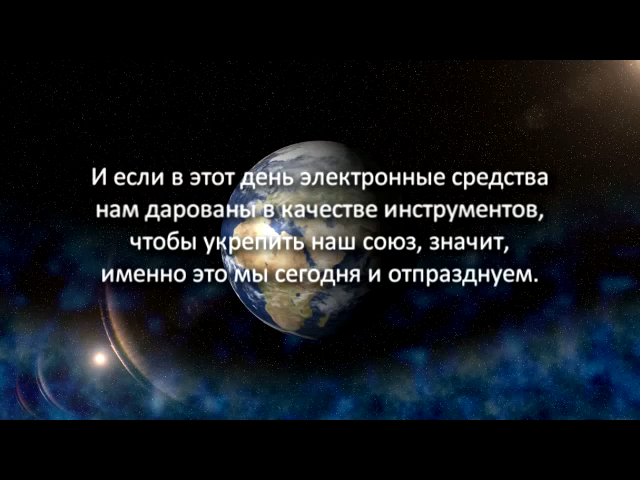 И если в этот день электронные средства
нам дарованы в качестве инструментов,
чтобы укрепить наш союз, значит,
именно это мы сегодня и отпразднуем.